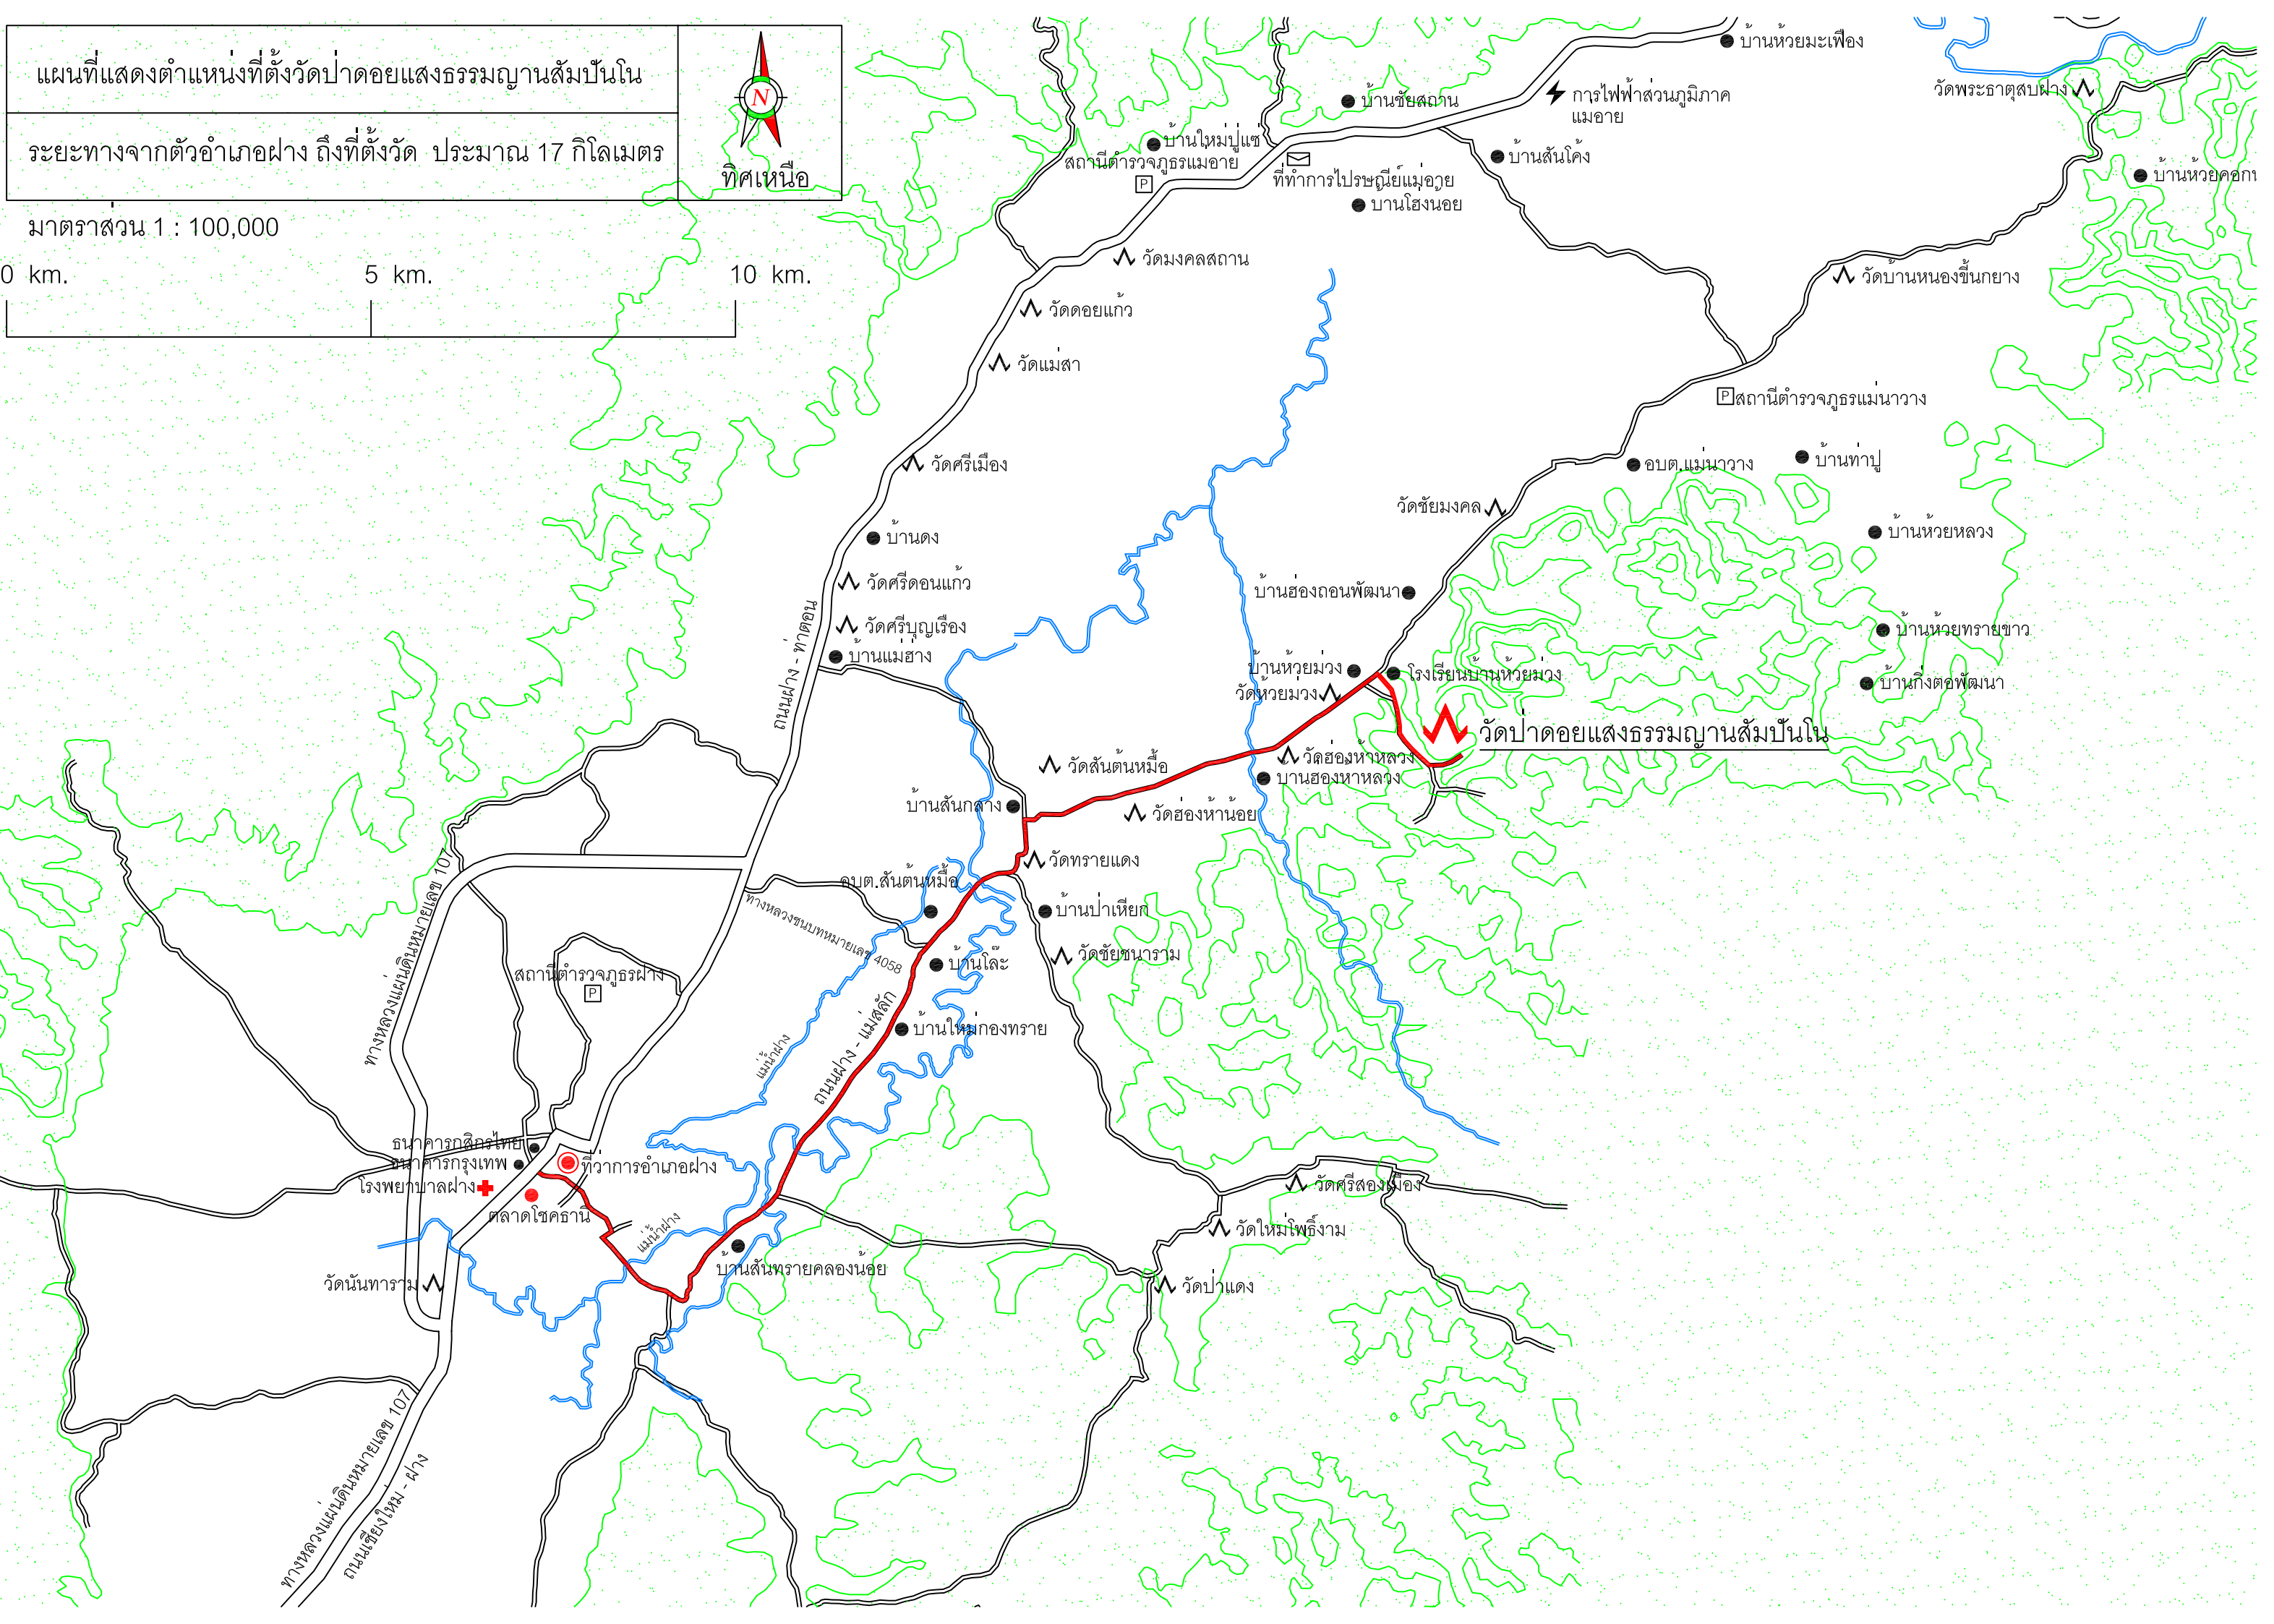 แผนที่แสดงตำแหน่งที่ตั้งวัดป่าดอยแสงธรรมญานสัมปันโน
ระยะทางจากตัวอำเภอฝาง ถึงที่ตั้งวัด ประมาณ 17 กิโลเมตร
N
ทิศเหนือ
มาตราส่วน 1 : 100,000
0 km.
5 km.
10 km.
บ้านห้วยมะเฟือง
การไฟฟ้าส่วนภูมิภาค
แม่อาย
วัดพระธาตุสบฝาง
บ้านชัยสถาน
บ้านใหม่ปูแช่
สถานีตำรวจภูธรแม่อาย
P
ที่ทำการไปรษณีย์แม่อาย
บ้านสันโค้ง
บ้านโฮ่งน้อย
วัดมงคลสถาน
วัดบ้านหนองขี้นกยาง
วัดดอยแก้ว
วัดแม่สา
P
สถานีตำรวจภูธรแม่นาวาง
วัดศรีเมือง
อบต.แม่นาวาง
บ้านท่าปู
วัดชัยมงคล
บ้านห้วยหลวง
บ้านดง
วัดศรีดอนแก้ว
บ้านฮ่องถอนพัฒนา
ถนนฝาง - ท่าตอน
วัดศรีบุญเรือง
บ้านห้วยทรายขาว
บ้านแม่ฮ่าง
บ้านห้วยม่วง
โรงเรียนบ้านห้วยม่วง
วัดห้วยม่วง
บ้านกิ่งต่อพัฒนา
วัดป่าดอยแสงธรรมญานสัมปันโน
วัดสันต้นหมื้อ
วัดฮ่องห้าหลวง
บ้านฮ่องห้าหลวง
บ้านสันกลาง
วัดฮ่องห้าน้อย
วัดทรายแดง
อบต.สันต้นหมื้อ
ทางหลวงแผ่นดินหมายเลข 107
ทางหลวงชนบทหมายเลข 4058
บ้านป่าเหียก
วัดชัยชนาราม
บ้านโล๊ะ
สถานีตำรวจภูธรฝาง
P
บ้านใหม่กองทราย
ถนนฝาง - แม่สลัก
แม่น้ำฝาง
ธนาคารกสิกรไทย
ธนาคารกรุงเทพ
ที่ว่าการอำเภอฝาง
โรงพยาบาลฝาง
ตลาดโชคธานี
แม่น้ำฝาง
วัดศรีสองเมือง
วัดใหม่โพธิ์งาม
บ้านสันทรายคลองน้อย
วัดนันทาราม
วัดป่าแดง
ทางหลวงแผ่นดินหมายเลข 107
ถนนเชียงใหม่ - ฝาง